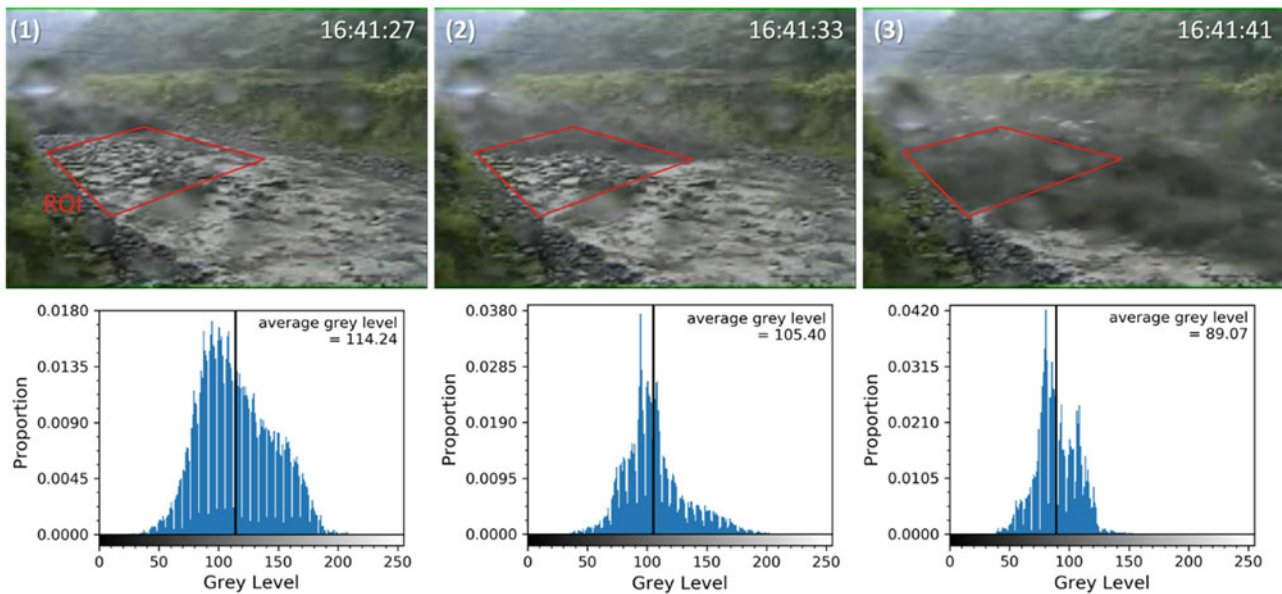 (1) 16:41:27
(2) 16:41:33
(3) 16:41:41
ROI
0.0180
0.0135
0.0090
0.0045
0.0000
Proportion
average grey level
= 114.24
0 50 100 150 200 250
Grey Level
0.0380
0.0285
0.0190
0.0095
0.0000
Proportion
average grey level
= 105.40
0 50 100 150 200 250
Grey Level
0.0420
0.0315
0.0210
0.0105
0.0000
Proportion
average grey level
= 89.07
0 50 100 150 200 250
Grey Level